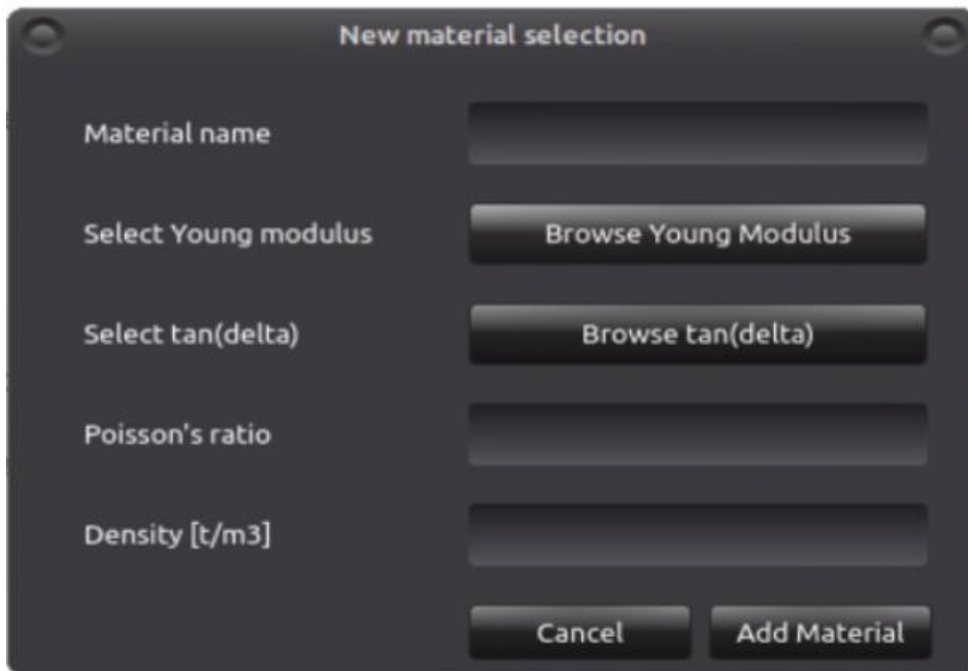 New material selection
Material name
Select Young modulus Browse Young Modulus
Select tan(delta) Browse tan(delta)
Poisson's ratio
Density [t/m3]
Cancel Add Material